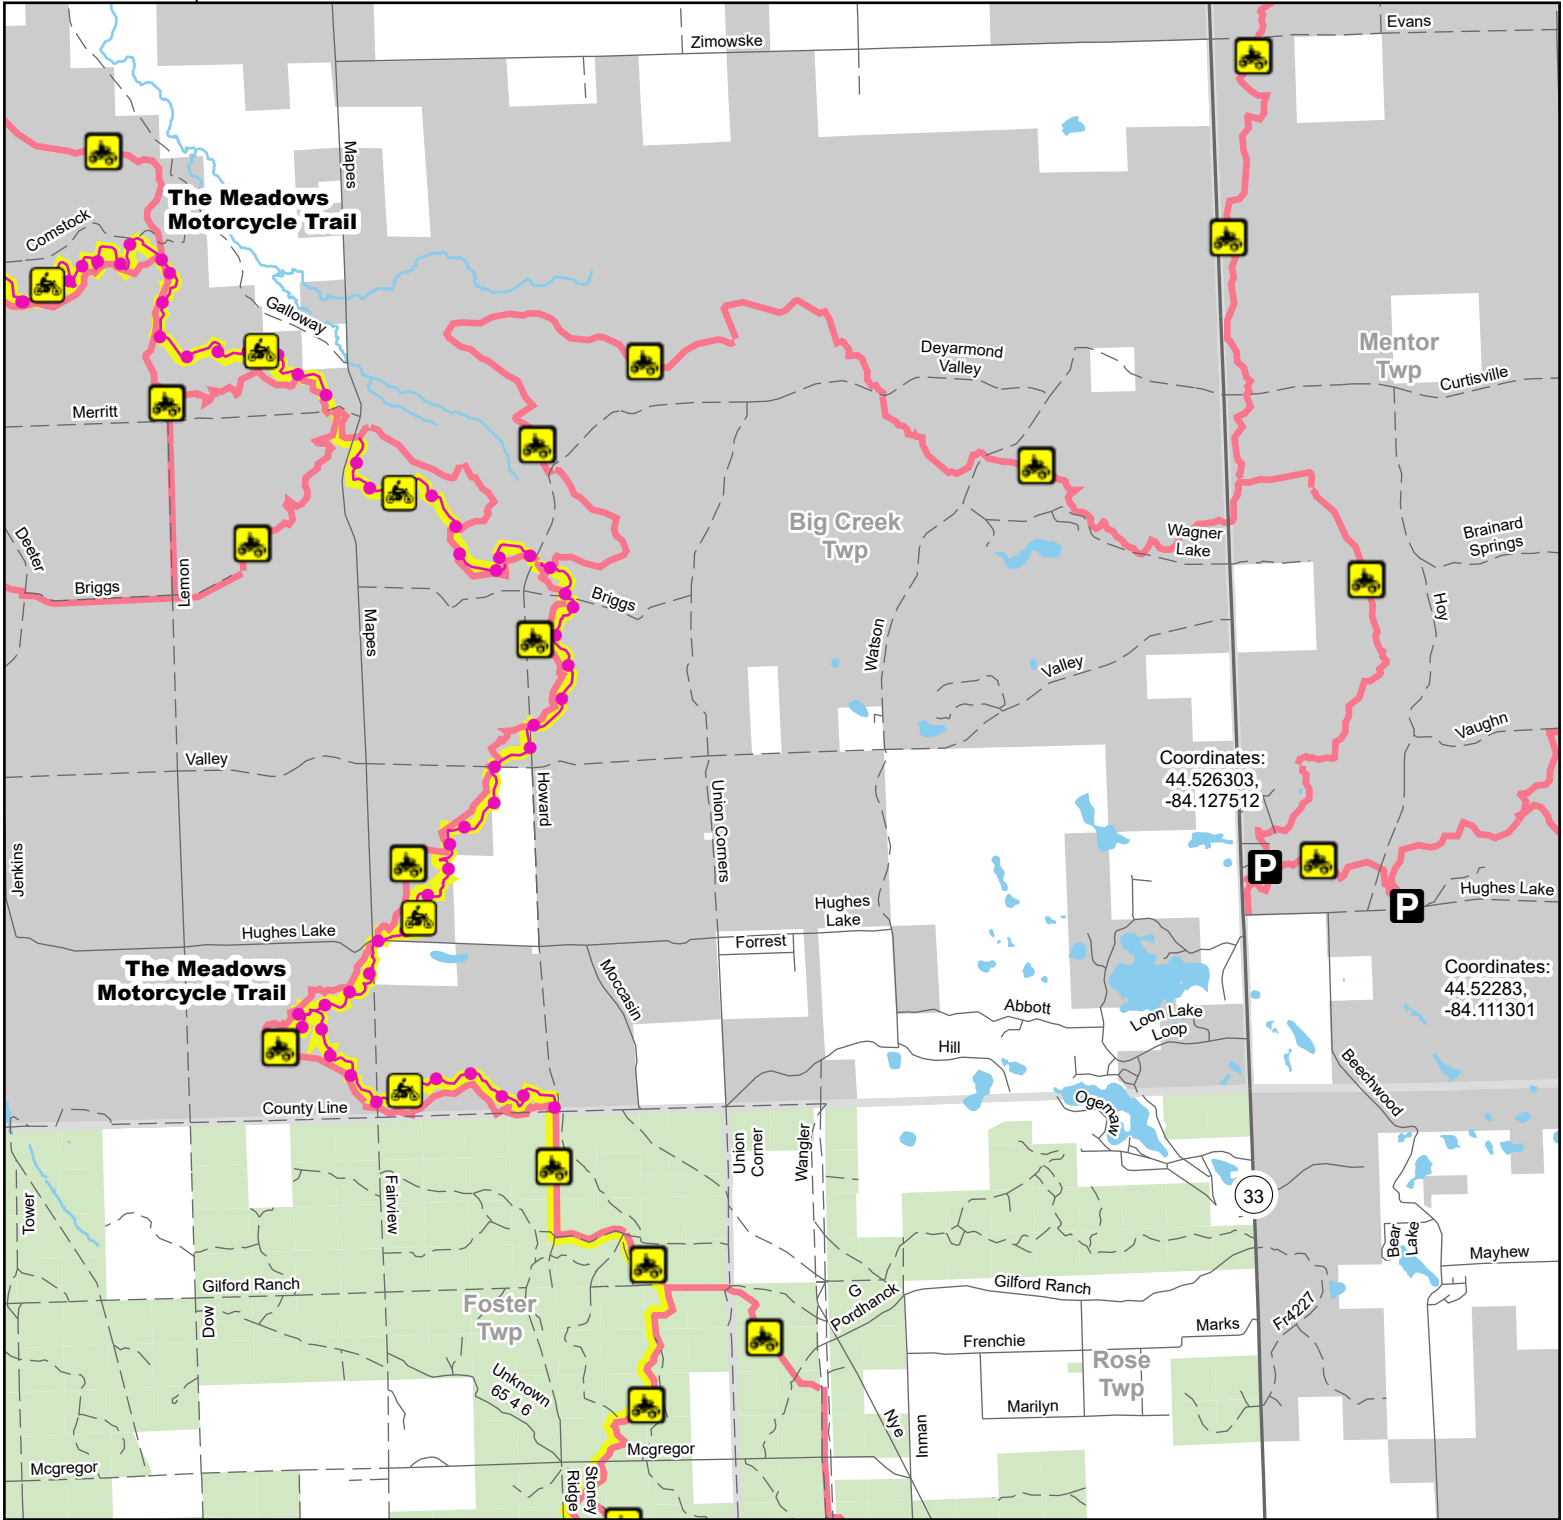 Evans
Zimowske
Mapes
The Meadows
Motorcycle Trail
Comstock
Galloway
Mentor
Twp
Deyarmond
Valley
Curtisville
Merritt
Big Creek
Twp
Wagner
Lake
Brainard
Springs
Deeter
Briggs
Lemon
Briggs
Mapes
Hoy
Watson
Valley
Vaughn
Valley
Coordinates:
44.526303,
-84.127512
Howard
Union Corners
Jenkins
P
P
Hughes Lake
Hughes
Lake
Hughes Lake
Forrest
The Meadows
Motorcycle Trail
Moccasin
Coordinates:
44.52283,
-84.111301
Abbott
Loon Lake
Loop
Hill
Beechwood
Ogemaw
County Line
Union
Corner
Wangler
Tower
Fairview
33
Bear
Lake
Mayhew
Gilford Ranch
Gilford Ranch
G
Pordhanck
Dow
Foster
Twp
Fr4227
Marks
Frenchie
Rose
Twp
Unknown
65 4 6
Marilyn
Nye
Inman
Mcgregor
Mcgregor
Stoney
Ridge